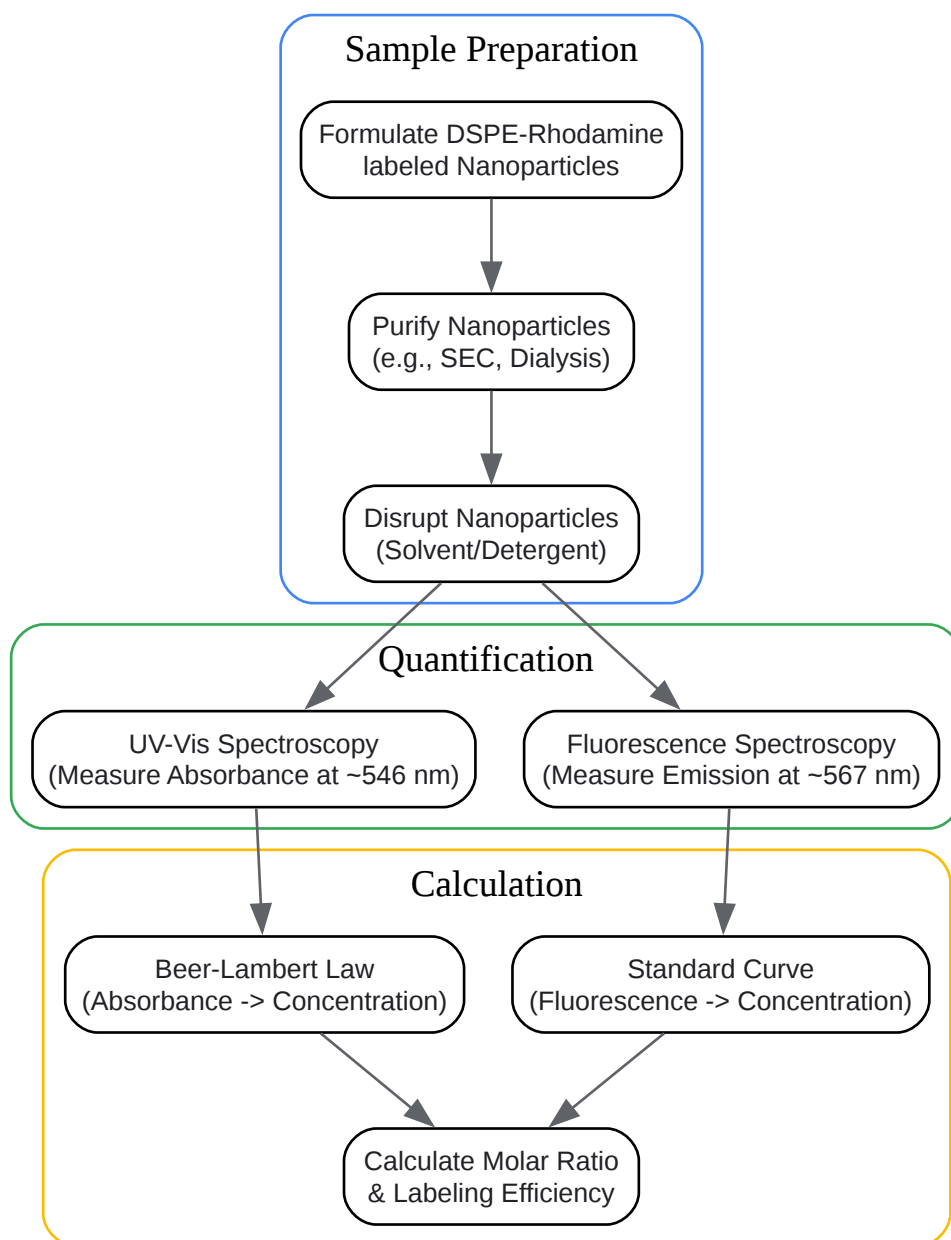 Sample Preparation
Formulate DSPE-Rhodamine
labeled Nanoparticles
Purify Nanoparticles
(e.g., SEC, Dialysis)
Disrupt Nanoparticles
(Solvent/Detergent)
Quantification
UV-Vis Spectroscopy
(Measure Absorbance at ~546 nm)
Fluorescence Spectroscopy
(Measure Emission at ~567 nm)
Calculation
Beer-Lambert Law
(Absorbance -> Concentration)
Standard Curve
(Fluorescence -> Concentration)
Calculate Molar Ratio
& Labeling Efficiency